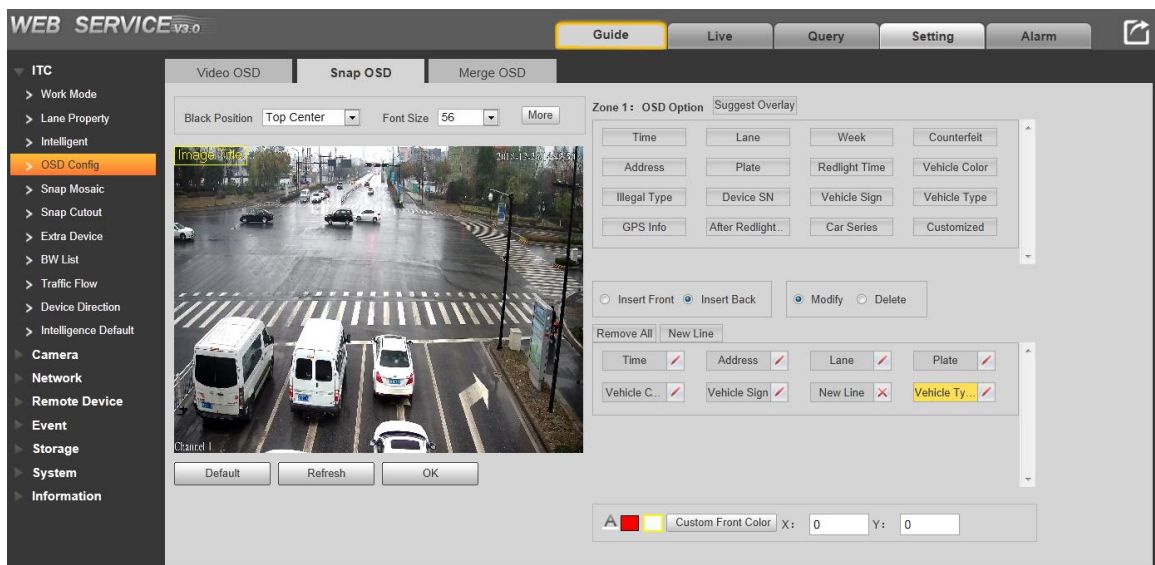 WEB SERVICE V3.0
Guide Live Query Setting Alarm
ITC
Work Mode
Lane Property
Intelligent
OSD Config
Snap Mosaic
Snap Cutout
Extra Device
BW List
Traffic Flow
Device Direction
Intelligence Default
Camera
Network
Remote Device
Event
Storage
System
Information
Video OSD Snap OSD Merge OSD
Black Position Top Center Font Size 56 More
Image Title
Channel 1
Default Refresh OK
Zone 1: OSD Option Suggest Overlay
Time Lane Week Counterfeit
Address Plate Redlight Time Vehicle Color
Illegal Type Device SN Vehicle Sign Vehicle Type
GPS Info After Redlight.. Car Series Customized
Insert Front Insert Back Modify Delete
Remove All New Line
Time Address Lane Plate
Vehicle C... Vehicle Sign New Line Vehicle Ty...
A Custom Front Color X: 0 Y: 0